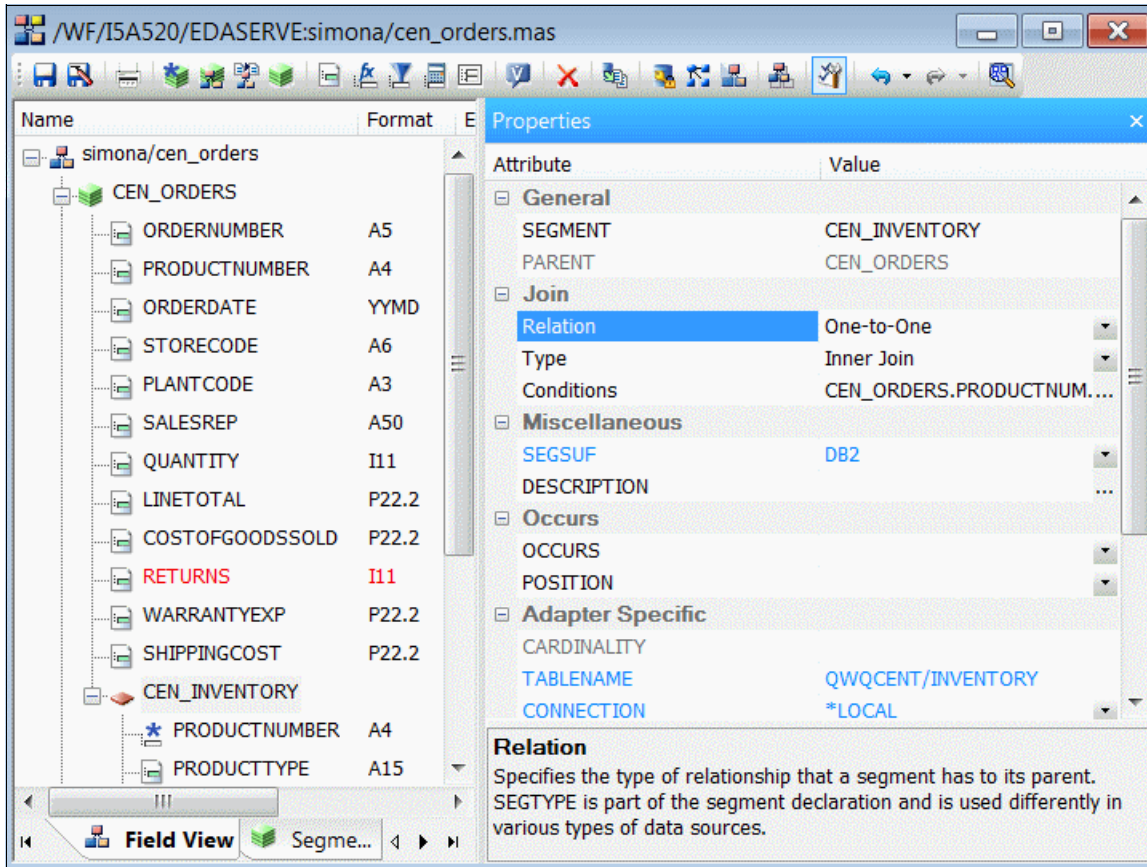 /WF/I5A520/EDASERVE:simona/cen_orders.mas
Name Format E
simona/cen_orders
CEN_ORDERS
ORDERNUMBER A5
PRODUCTNUMBER A4
ORDERDATE YYMD
STORECODE A6
PLANTCODE A3
SALESREP A50
QUANTITY I11
LINETOTAL P22.2
COSTOFGOODSSOLD P22.2
RETURNS I11
WARRANTYEXP P22.2
SHIPPINGCOST P22.2
CEN_INVENTORY
PRODUCTNUMBER A4
PRODUCTTYPE A15
Field View Segme...
Properties
Attribute Value
General
SEGMENT CEN_INVENTORY
PARENT CEN_ORDERS
Join
Relation One-to-One
Type Inner Join
Conditions CEN_ORDERS.PRODUCTNUM....
Miscellaneous
SEGSUF DB2
DESCRIPTION ...
Occurs
OCCURS
POSITION
Adapter Specific
CARDINALITY
TABLENAME QWQCENT/INVENTORY
CONNECTION *LOCAL
Relation
Specifies the type of relationship that a segment has to its parent.
SEGTYPE is part of the segment declaration and is used differently in
various types of data sources.